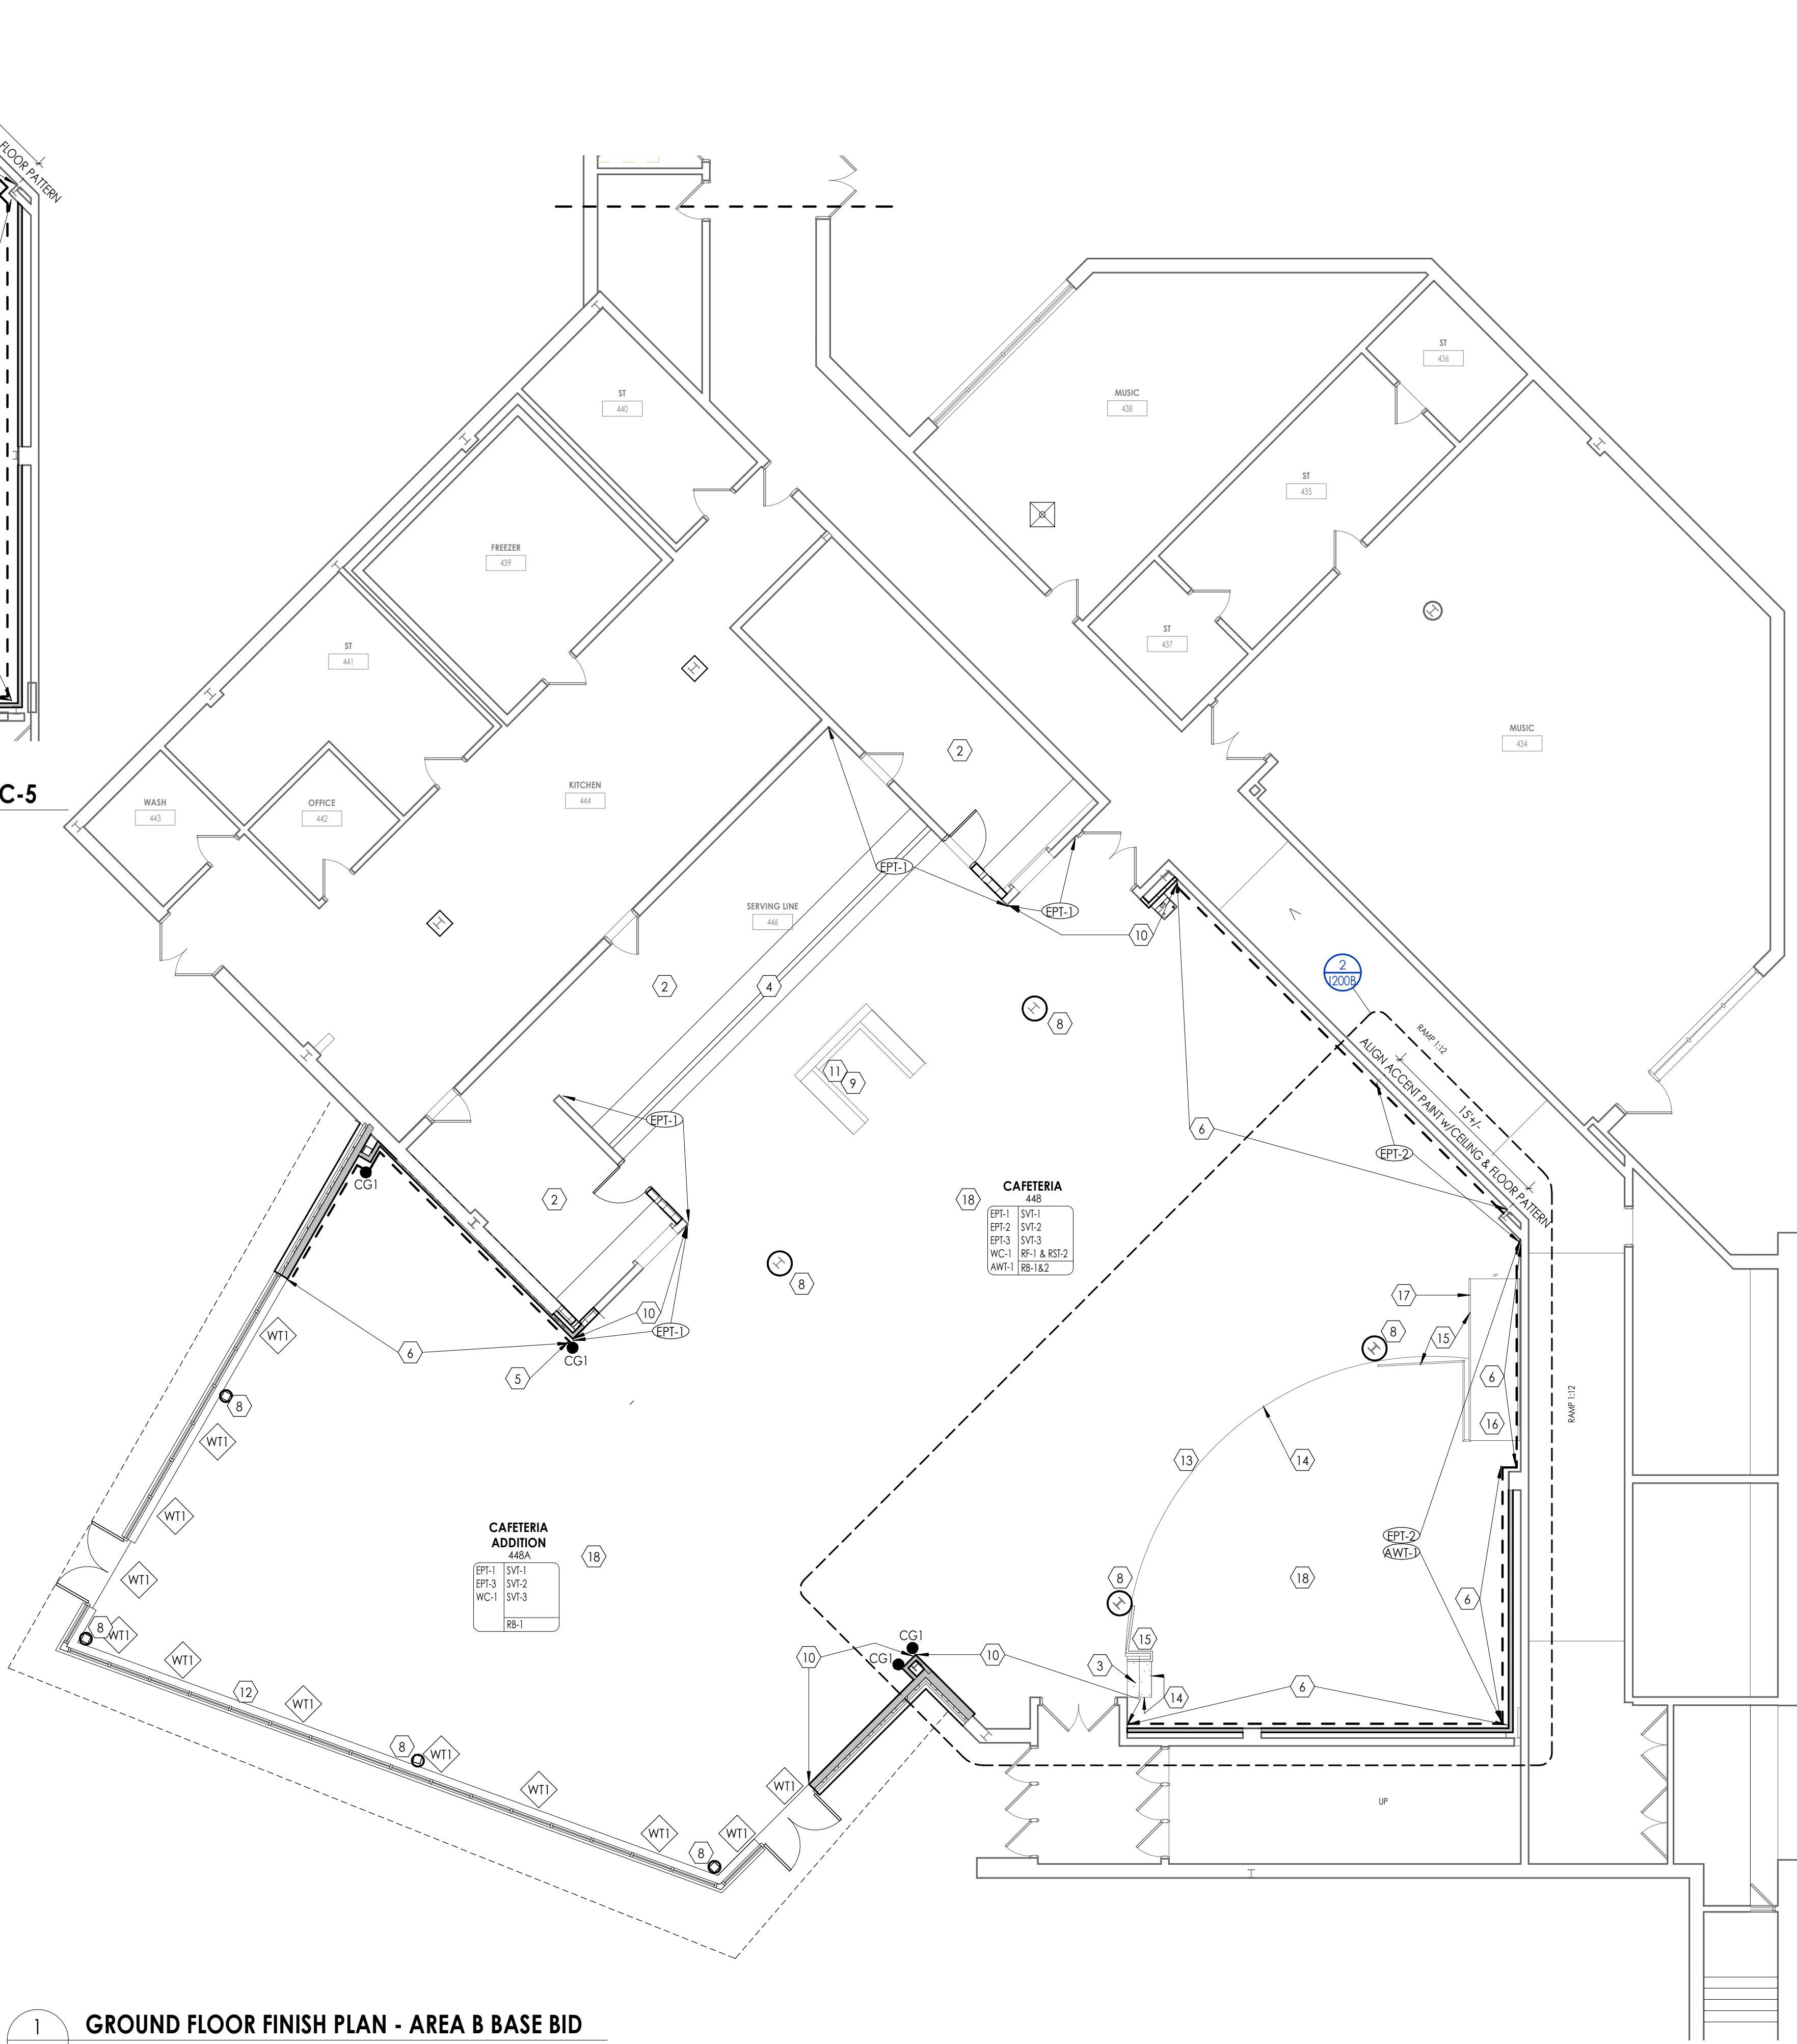 FLOOR PATTERN
C-5
ST
440
MUSIC
438
ST
436
ST
435
FREEZER
439
ST
437
ST
441
MUSIC
434
2
KITCHEN
444
WASH
443
OFFICE
442
EPT-1
SERVING LINE
446
EPT-1
10
2
4
2
I200B
8
RAMP 1:12
ALIGN ACCENT PAINT w/CEILING & FLOOR PATTERN
15'+/-
11
9
EPT-1
6
EPT-2
CG1
2
18
CAFETERIA
448
EPT-1 SVT-1
EPT-2 SVT-2
EPT-3 SVT-3
WC-1 RF-1 & RST-2
AWT-1 RB-1&2
8
UP
17
10
EPT-1
WT1
6
CG1
5
8
15
6
8
WT1
RAMP 1:12
16
13
14
WT1
CAFETERIA
ADDITION
448A
EPT-1 SVT-1
EPT-3 SVT-2
WC-1 SVT-3
RB-1
18
EPT-2
AWT-1
WT1
8
18
6
8
WT1
CG1
CG1
10
10
15
3
WT1
12
WT1
14
6
8
WT1
WT1
WT1
UP
WT1
WT1
8
1
GROUND FLOOR FINISH PLAN - AREA B BASE BID